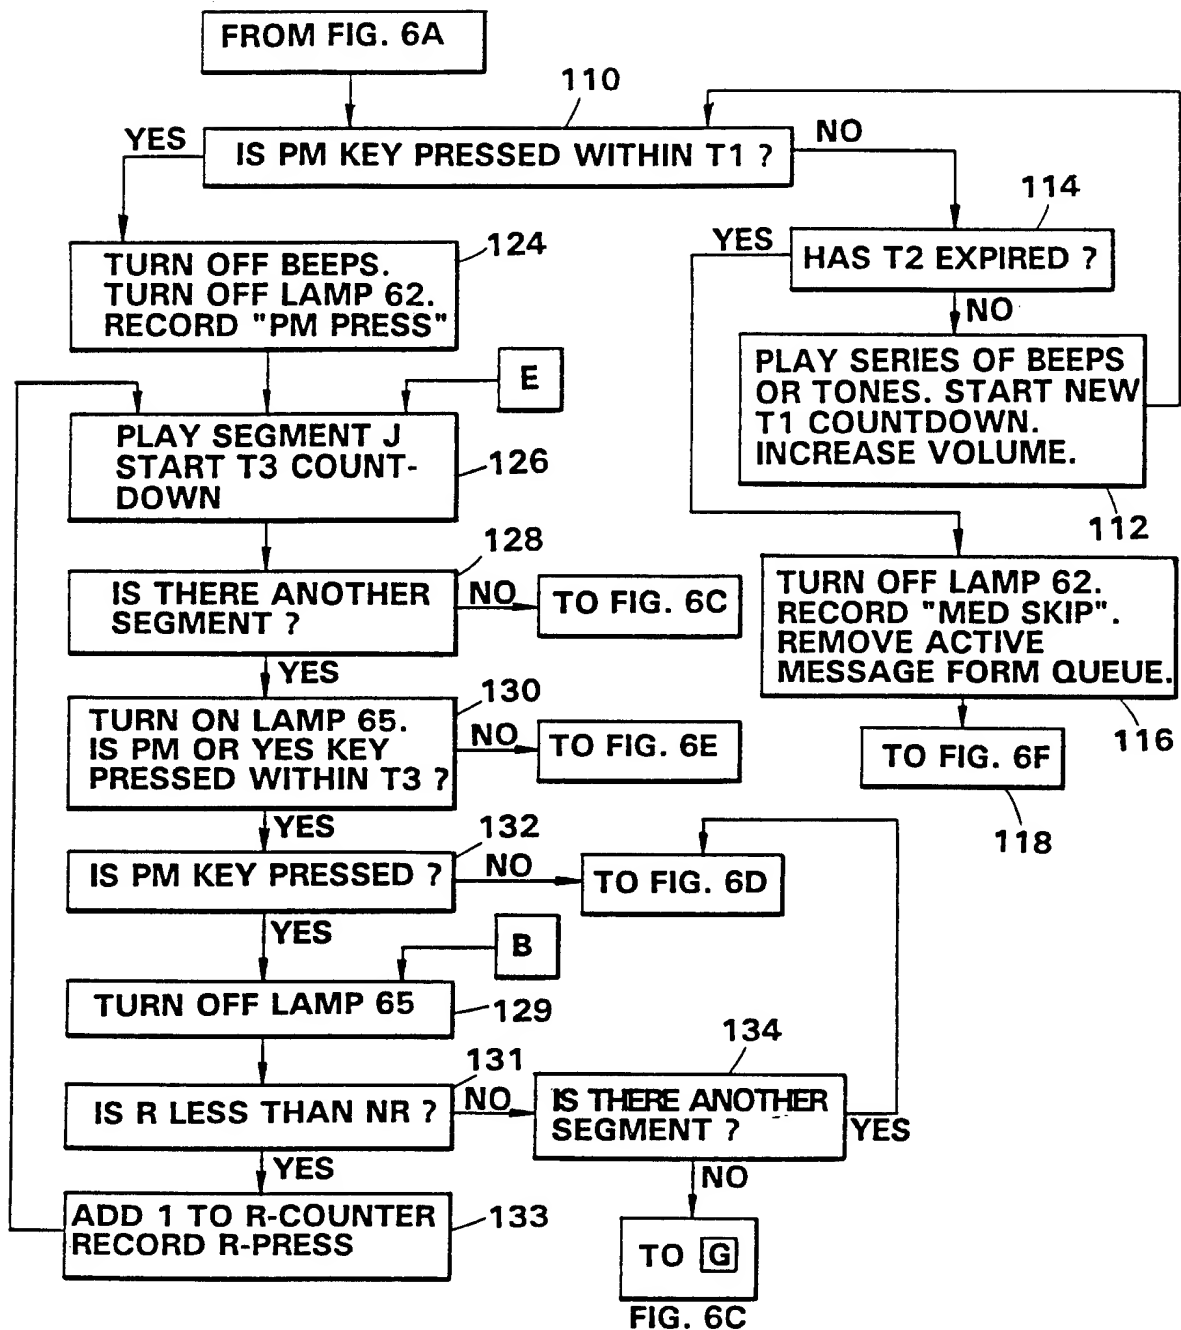 FROM FIG. 6A
110
YES
IS PM KEY PRESSED WITHIN T1 ?
NO
114
124
TURN OFF BEEPS.
TURN OFF LAMP 62.
RECORD "PM PRESS"
YES
HAS T2 EXPIRED ?
NO
E
PLAY SERIES OF BEEPS
OR TONES. START NEW
T1 COUNTDOWN.
INCREASE VOLUME.
112
PLAY SEGMENT J
START T3 COUNT-
DOWN
126
128
IS THERE ANOTHER
SEGMENT ?
NO
TO FIG. 6C
TURN OFF LAMP 62.
RECORD "MED SKIP".
REMOVE ACTIVE
MESSAGE FORM QUEUE.
116
YES
130
TURN ON LAMP 65.
IS PM OR YES KEY
PRESSED WITHIN T3 ?
NO
TO FIG. 6E
TO FIG. 6F
118
YES
132
IS PM KEY PRESSED ?
NO
TO FIG. 6D
YES
B
TURN OFF LAMP 65
129
131
134
IS R LESS THAN NR ?
NO
IS THERE ANOTHER
SEGMENT ?
YES
YES
NO
ADD 1 TO R-COUNTER
RECORD R-PRESS
133
TO G
FIG. 6C